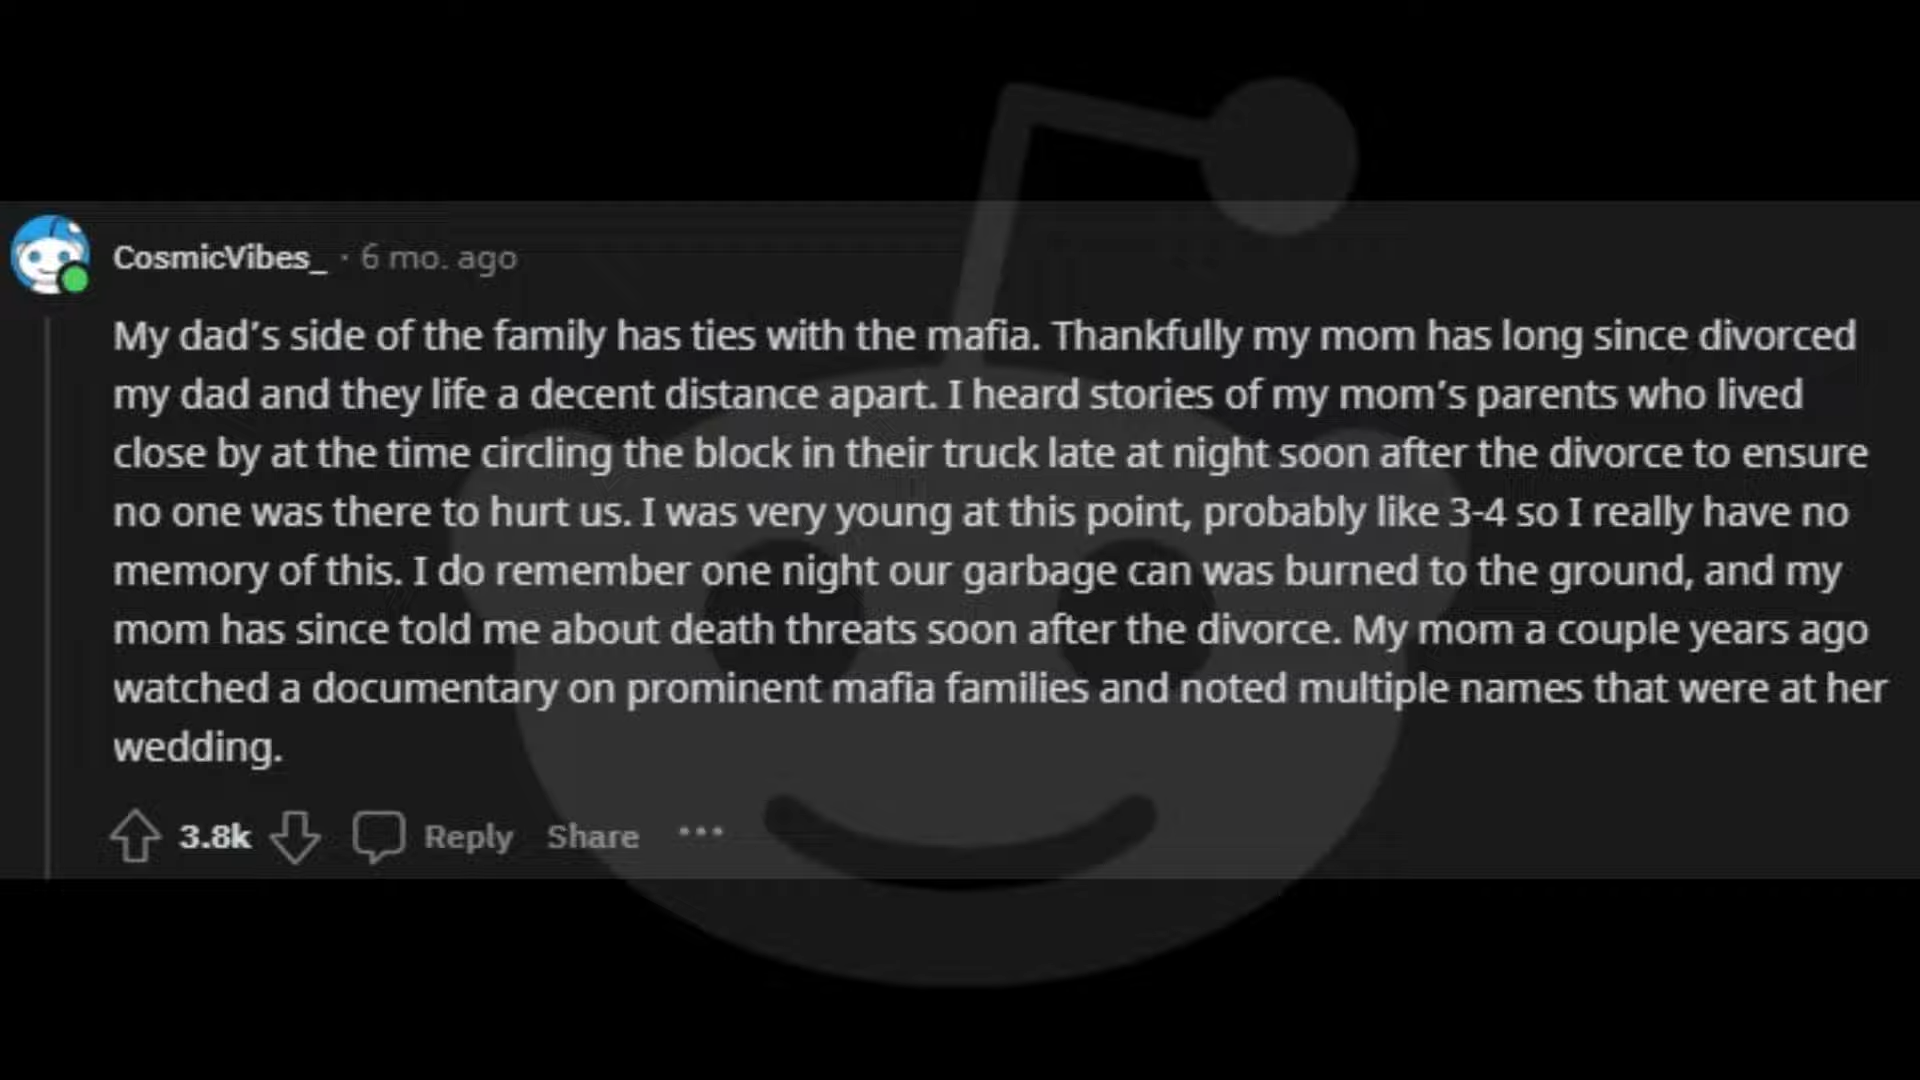 CosmicVibes_ · 6 mo. ago
My dad’s side of the family has ties with the mafia. Thankfully my mom has long since divorced
my dad and they life a decent distance apart. I heard stories of my mom’s parents who lived
close by at the time circling the block in their truck late at night soon after the divorce to ensure
no one was there to hurt us. I was very young at this point, probably like 3-4 so I really have no
memory of this. I do remember one night our garbage can was burned to the ground, and my
mom has since told me about death threats soon after the divorce. My mom a couple years ago
watched a documentary on prominent mafia families and noted multiple names that were at her
wedding.
3.8k Reply Share ...